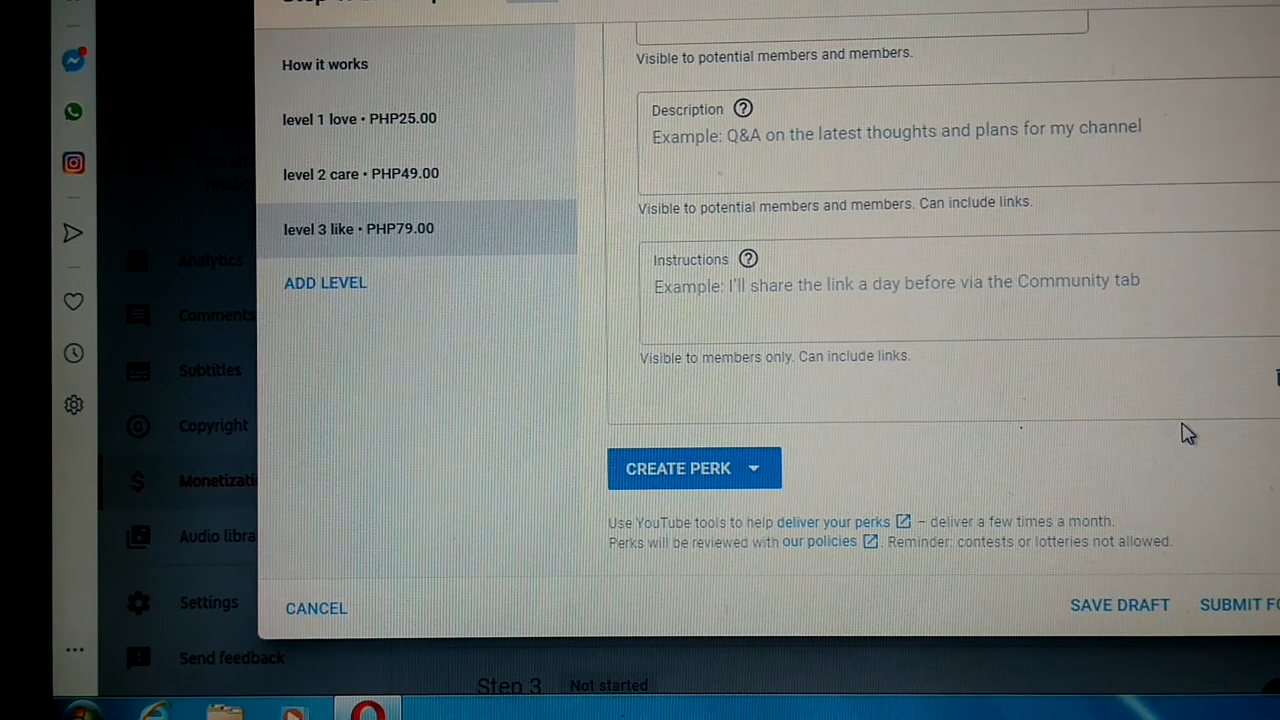 How it works
level 1 love • PHP25.00
level 2 care • PHP49.00
level 3 like • PHP79.00
ADD LEVEL
Visible to potential members and members.
Description
Example: Q&A on the latest thoughts and plans for my channel
Visible to potential members and members. Can include links.
Instructions
Example: I'll share the link a day before via the Community tab
Visible to members only. Can include links.
CREATE PERK
Use YouTube tools to help deliver your perks – deliver a few times a month.
Perks will be reviewed with our policies. Reminder: contests or lotteries not allowed.
CANCEL
SAVE DRAFT
SUBMIT FO
Analytics
Comments
Subtitles
Copyright
Monetizati
Audio libra
Settings
Send feedback
Step 3 Not started